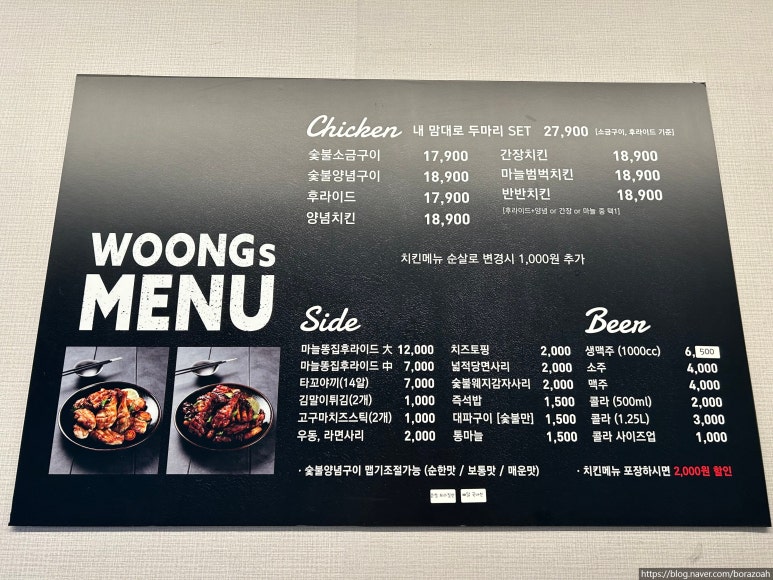 Chicken 내 맘대로 두마리 SET 27,900 [소금구이, 후라이드 기준]
숯불소금구이 17,900 간장치킨 18,900
숯불양념구이 18,900 마늘범벅치킨 18,900
후라이드 17,900 반반치킨 18,900
[후라이드+양념 or 간장 or 마늘 중 택1]
양념치킨 18,900
치킨메뉴 순살로 변경시 1,000원 추가
WOONGs
MENU
Side
마늘똥집후라이드 大 12,000 치즈토핑 2,000
마늘똥집후라이드 中 7,000 넓적당면사리 2,000
타꼬야끼(14알) 7,000 숯불웨지감자사리 2,000
김말이튀김(2개) 1,000 즉석밥 1,500
고구마치즈스틱(2개) 1,000 대파구이 [숯불만] 1,500
우동, 라면사리 2,000 통마늘 1,500
Beer
생맥주 (1000cc) 6,500
소주 4,000
맥주 4,000
콜라 (500ml) 2,000
콜라 (1.25L) 3,000
콜라 사이즈업 1,000
· 숯불양념구이 맵기조절가능 (순한맛 / 보통맛 / 매운맛)
· 치킨메뉴 포장하시면 2,000원 할인
https://blog.naver.com/borazoah